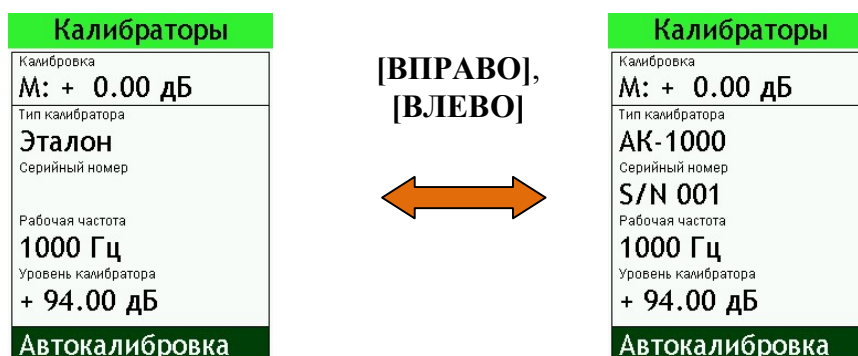 Калибраторы
Калибровка
М: + 0.00 дБ
Тип калибратора
Эталон
Серийный номер
Рабочая частота
1000 Гц
Уровень калибратора
+ 94.00 дБ
Автокалибровка
[ВПРАВО],
[ВЛЕВО]
Калибраторы
Калибровка
М: + 0.00 дБ
Тип калибратора
АК-1000
Серийный номер
S/N 001
Рабочая частота
1000 Гц
Уровень калибратора
+ 94.00 дБ
Автокалибровка